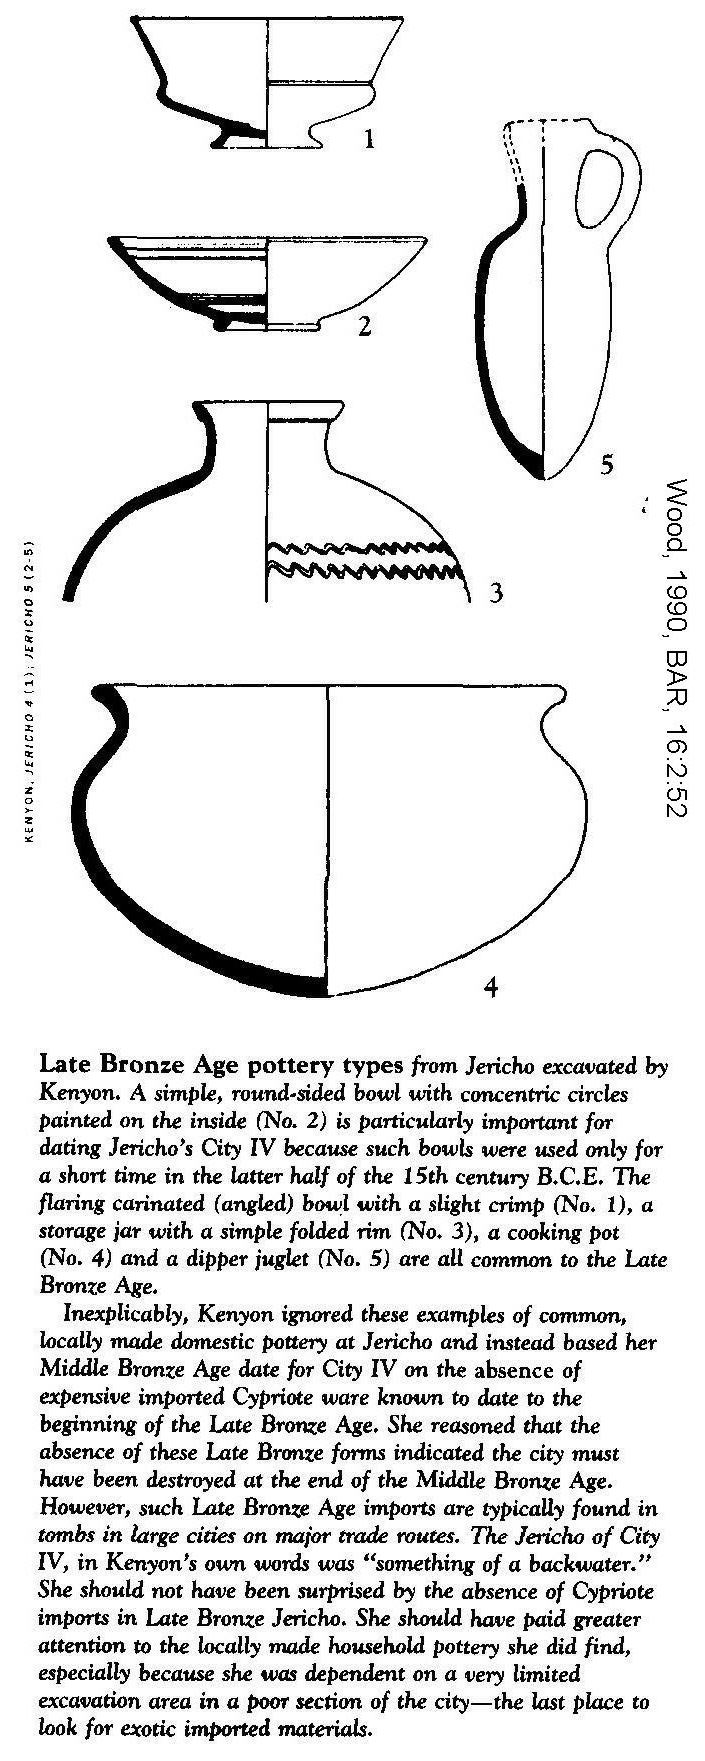 1
2
5
3
4
KENYON, JERICHO 4 (1); JERICHO 5 (2-5)
Wood, 1990, BAR, 16:2:52
Late Bronze Age pottery types from Jericho excavated by
Kenyon. A simple, round-sided bowl with concentric circles
painted on the inside (No. 2) is particularly important for
dating Jericho's City IV because such bowls were used only for
a short time in the latter half of the 15th century B.C.E. The
flaring carinated (angled) bowl with a slight crimp (No. 1), a
storage jar with a simple folded rim (No. 3), a cooking pot
(No. 4) and a dipper juglet (No. 5) are all common to the Late
Bronze Age.
Inexplicably, Kenyon ignored these examples of common,
locally made domestic pottery at Jericho and instead based her
Middle Bronze Age date for City IV on the absence of
expensive imported Cypriote ware known to date to the
beginning of the Late Bronze Age. She reasoned that the
absence of these Late Bronze forms indicated the city must
have been destroyed at the end of the Middle Bronze Age.
However, such Late Bronze Age imports are typically found in
tombs in large cities on major trade routes. The Jericho of City
IV, in Kenyon's own words was “something of a backwater.”
She should not have been surprised by the absence of Cypriote
imports in Late Bronze Jericho. She should have paid greater
attention to the locally made household pottery she did find,
especially because she was dependent on a very limited
excavation area in a poor section of the city—the last place to
look for exotic imported materials.